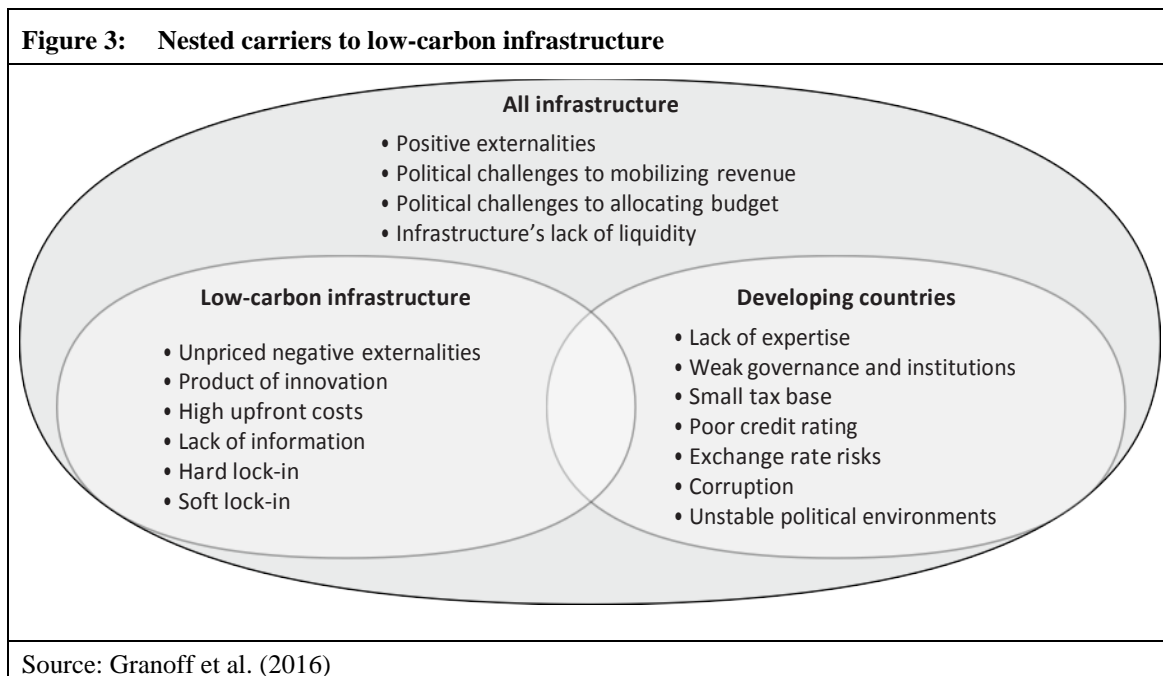 Figure 3: Nested carriers to low-carbon infrastructure
All infrastructure
• Positive externalities
• Political challenges to mobilizing revenue
• Political challenges to allocating budget
• Infrastructure's lack of liquidity
Low-carbon infrastructure
• Unpriced negative externalities
• Product of innovation
• High upfront costs
• Lack of information
• Hard lock-in
• Soft lock-in
Developing countries
• Lack of expertise
• Weak governance and institutions
• Small tax base
• Poor credit rating
• Exchange rate risks
• Corruption
• Unstable political environments
Source: Granoff et al. (2016)